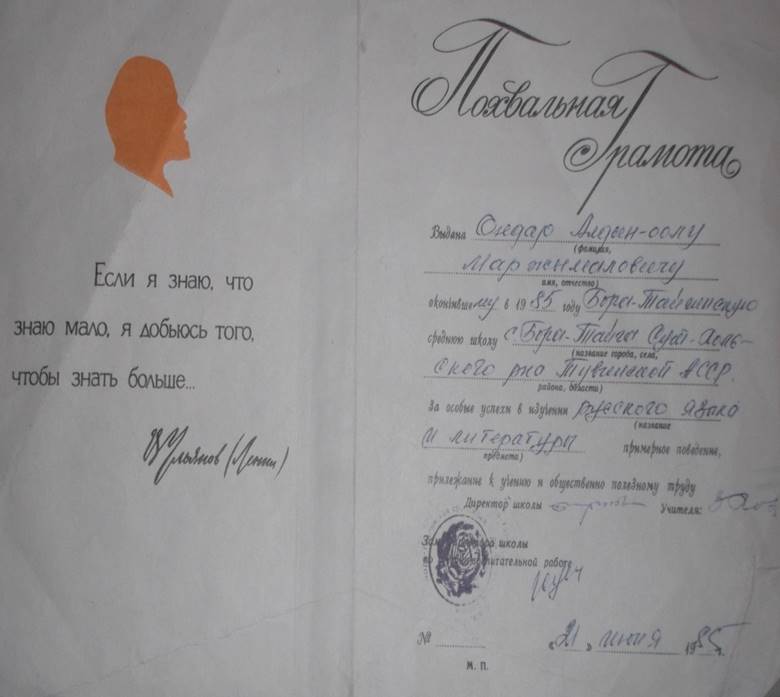 Если я знаю, что
знаю мало, я добьюсь того,
чтобы знать больше...
В Ульянов (Ленин)
Похвальная
Грамота
Выдана Ондар Алдын-оолу
(фамилия,
Маржымаловичу
имя, отчество)
окончившему в 1985 году Бора-Тайгинскую
среднюю школу с. Бора-Тайга Сут-Холь-
(название города, села,
ского р-на Тувинской АССР.
района, области)
За особые успехи в изучении русского языка
(название
и литературы примерное поведение,
предмета)
прилежание к учению и общественно полезному труду
Директор школы Учителя:
школы
по воспитательной работе
№
«21» июня 1985 г.
М. П.